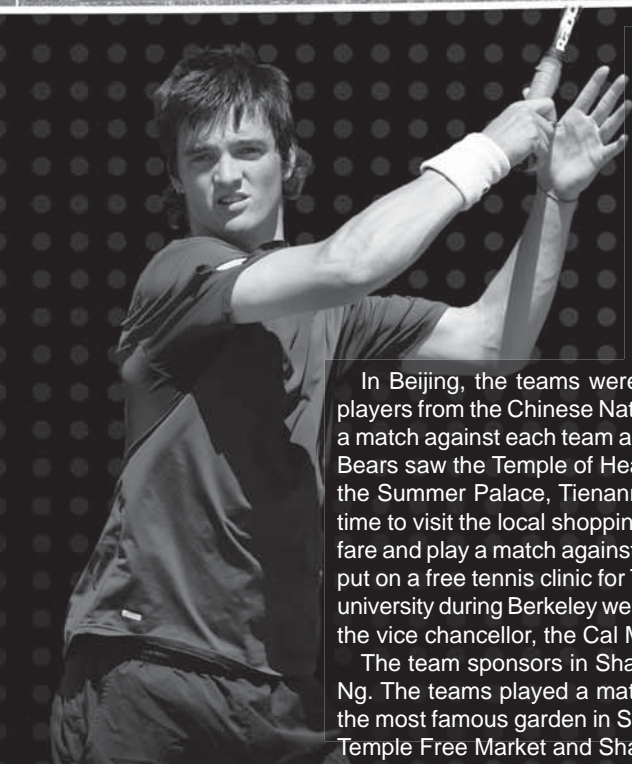 In Beijing, the teams were
players from the Chinese Nat
a match against each team a
Bears saw the Temple of Hea
the Summer Palace, Tienann
time to visit the local shoppin
fare and play a match against
put on a free tennis clinic for T
university during Berkeley we
the vice chancellor, the Cal M
The team sponsors in Sha
Ng. The teams played a mat
the most famous garden in S
Temple Free Market and Sha